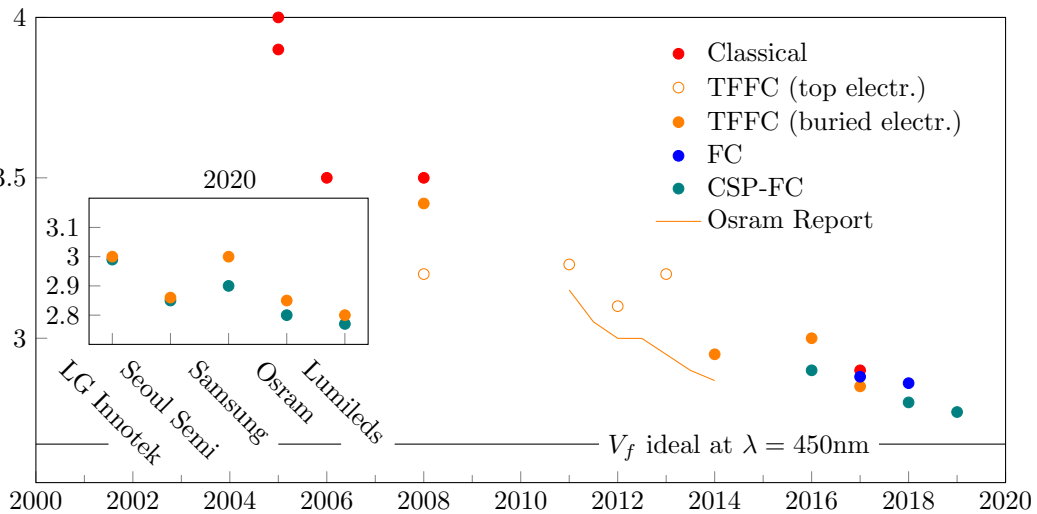 4
Classical
TFFC (top electr.)
TFFC (buried electr.)
FC
CSP-FC
Osram Report
3.5
2020
3.1
3
2.9
2.8
3
LG Innotek
Seoul Semi
Samsung
Osram
Lumileds
V_f ideal at λ = 450nm
2000 2002 2004 2006 2008 2010 2012 2014 2016 2018 2020